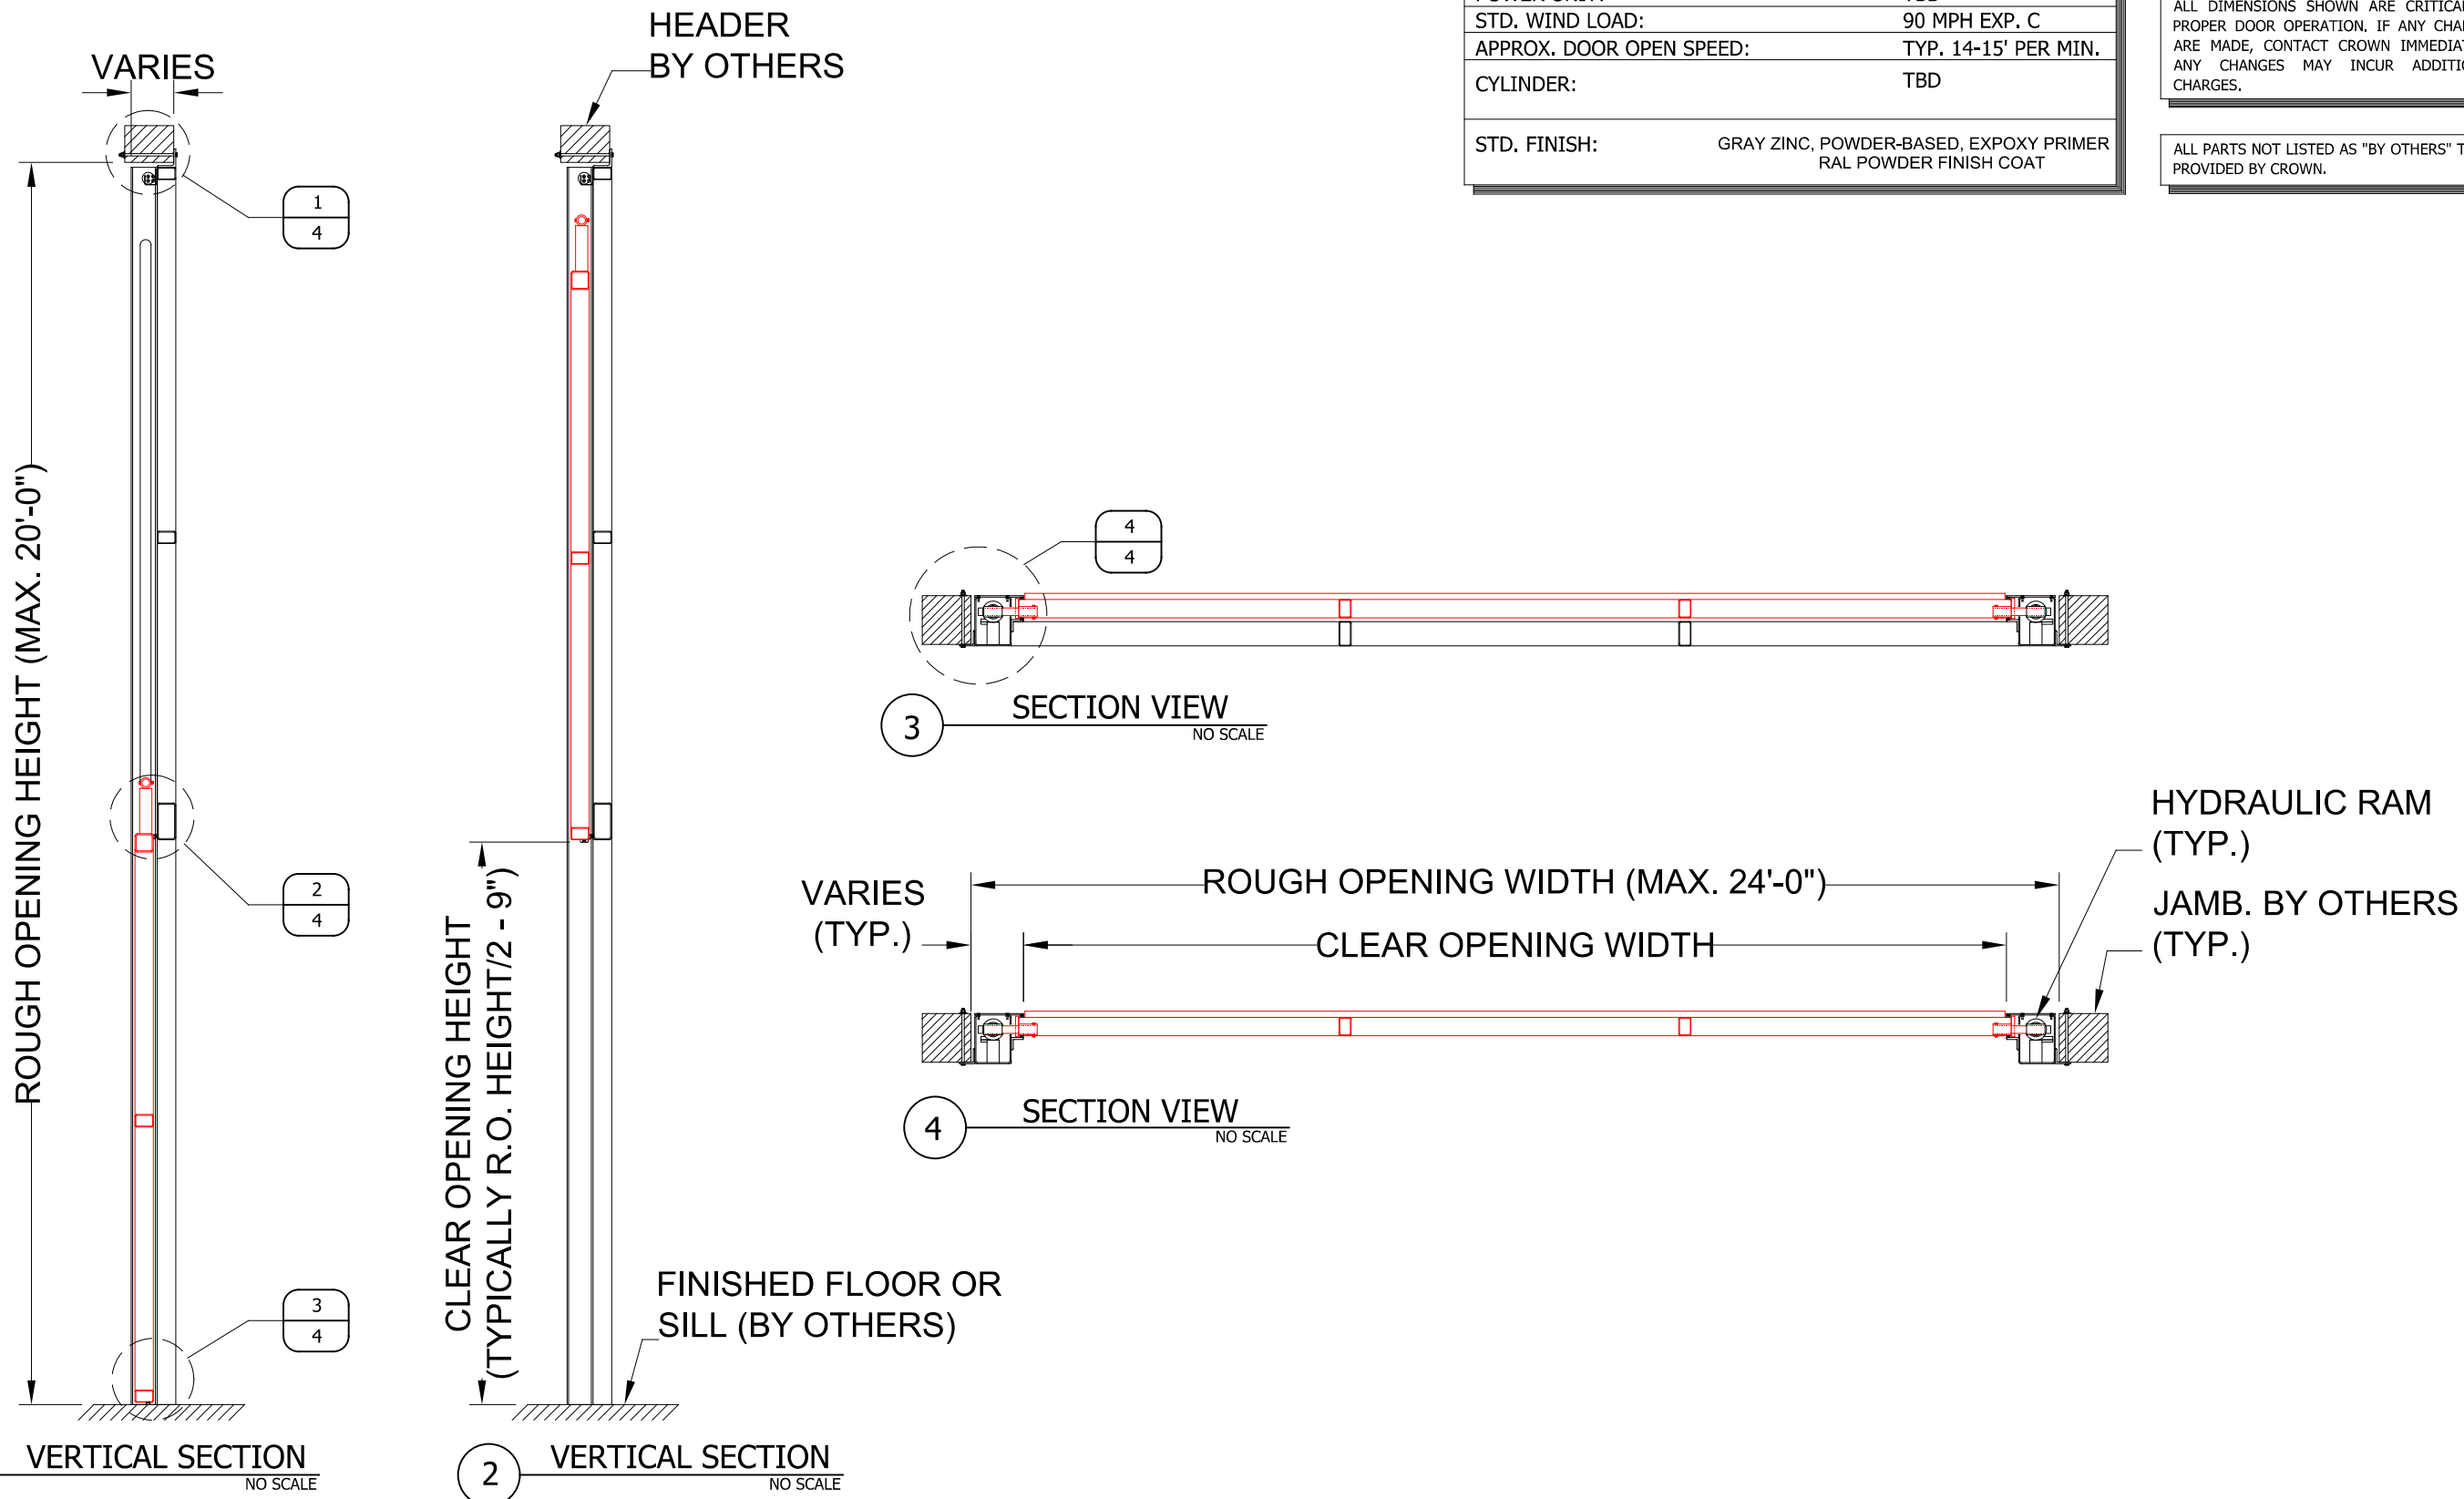 HEADER
BY OTHERS
VARIES
1
4
ROUGH OPENING HEIGHT (MAX. 20'-0")
2
4
3
4
VERTICAL SECTION
NO SCALE
CLEAR OPENING HEIGHT
(TYPICALLY R.O. HEIGHT/2 - 9")
FINISHED FLOOR OR
SILL (BY OTHERS)
2
VERTICAL SECTION
NO SCALE
STD. WIND LOAD: 90 MPH EXP. C
APPROX. DOOR OPEN SPEED: TYP. 14-15' PER MIN.
CYLINDER: TBD
STD. FINISH: GRAY ZINC, POWDER-BASED, EXPOXY PRIMER
RAL POWDER FINISH COAT
ALL DIMENSIONS SHOWN ARE CRITICAL
PROPER DOOR OPERATION. IF ANY
ARE MADE, CONTACT CROWN
ANY CHANGES MAY INCUR
CHARGES.
ALL PARTS NOT LISTED AS "BY OTHERS"
PROVIDED BY CROWN.
4
4
3
SECTION VIEW
NO SCALE
VARIES
(TYP.)
ROUGH OPENING WIDTH (MAX. 24'-0")
CLEAR OPENING WIDTH
HYDRAULIC RAM
(TYP.)
JAMB. BY OTHERS
(TYP.)
4
SECTION VIEW
NO SCALE